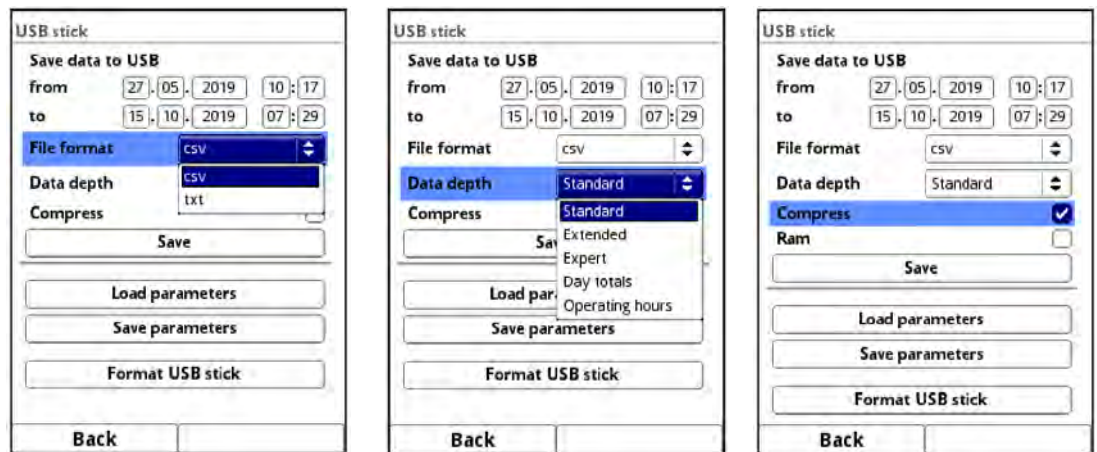 USB stick
Save data to USB
from 27.05.2019 10:17
to 15.10.2019 07:29
File format csv
csv
txt
Data depth
Compress
Save
Load parameters
Save parameters
Format USB stick
Back
USB stick
Save data to USB
from 27.05.2019 10:17
to 15.10.2019 07:29
File format csv
Data depth Standard
Standard
Compress
Extended
Sa
Expert
Day totals
Load par
Operating hours
Save parameters
Format USB stick
Back
USB stick
Save data to USB
from 27.05.2019 10:17
to 15.10.2019 07:29
File format csv
Data depth Standard
Compress
Ram
Save
Load parameters
Save parameters
Format USB stick
Back